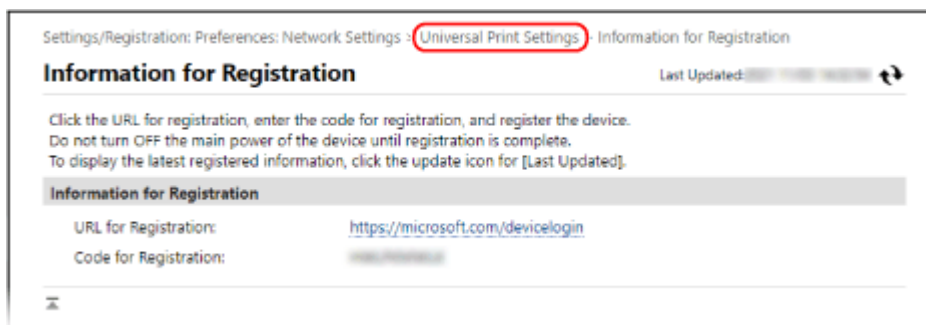 Settings/Registration: Preferences: Network Settings > Universal Print Settings > Information for Registration
Information for Registration
Last Updated:
Click the URL for registration, enter the code for registration, and register the device.
Do not turn OFF the main power of the device until registration is complete.
To display the latest registered information, click the update icon for [Last Updated].
Information for Registration
URL for Registration: https://microsoft.com/devicelogin
Code for Registration: